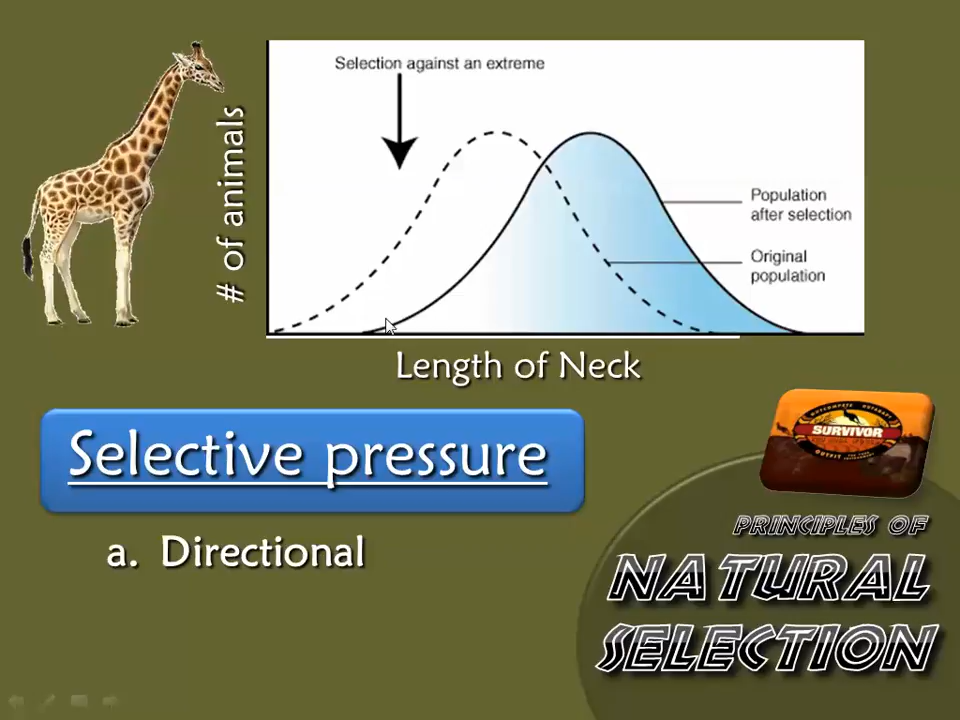 Selection against an extreme
# of animals
Population
after selection
Original
population
Length of Neck
Selective pressure
a. Directional
SURVIVOR
PRINCIPLES OF
NATURAL
SELECTION